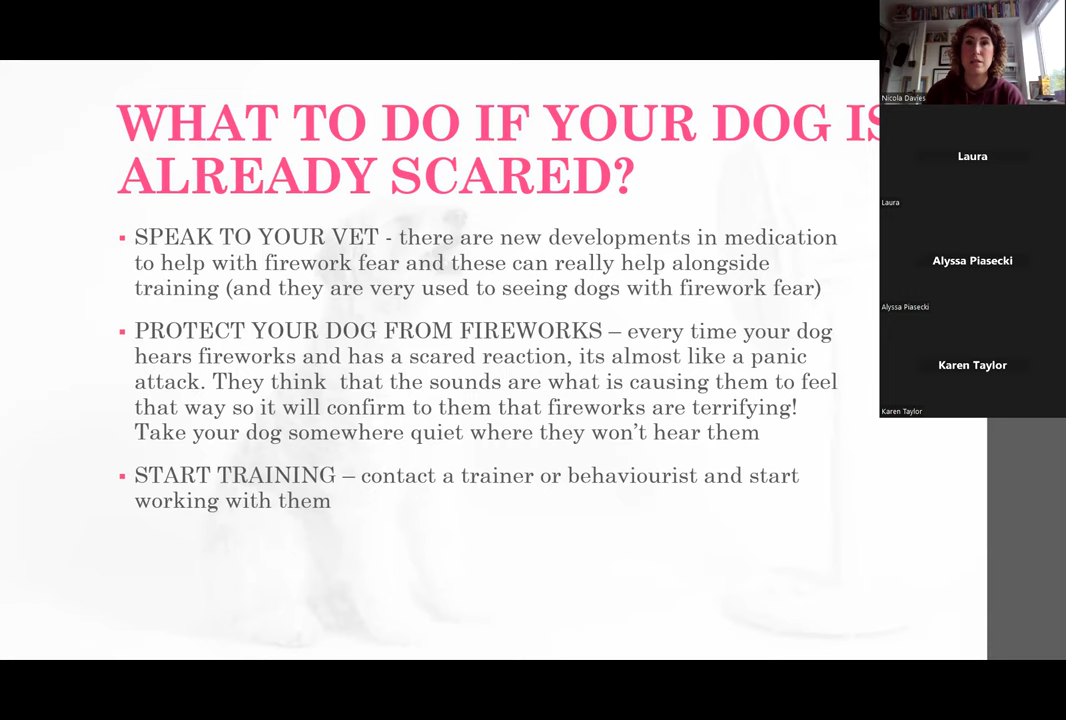 WHAT TO DO IF YOUR DOG IS
ALREADY SCARED?
▪ SPEAK TO YOUR VET - there are new developments in medication
to help with firework fear and these can really help alongside
training (and they are very used to seeing dogs with firework fear)
▪ PROTECT YOUR DOG FROM FIREWORKS – every time your dog
hears fireworks and has a scared reaction, its almost like a panic
attack. They think  that the sounds are what is causing them to feel
that way so it will confirm to them that fireworks are terrifying!
Take your dog somewhere quiet where they won’t hear them
▪ START TRAINING – contact a trainer or behaviourist and start
working with them
Nicola Davies
Laura
Laura
Alyssa Piasecki
Alyssa Piasecki
Karen Taylor
Karen Taylor